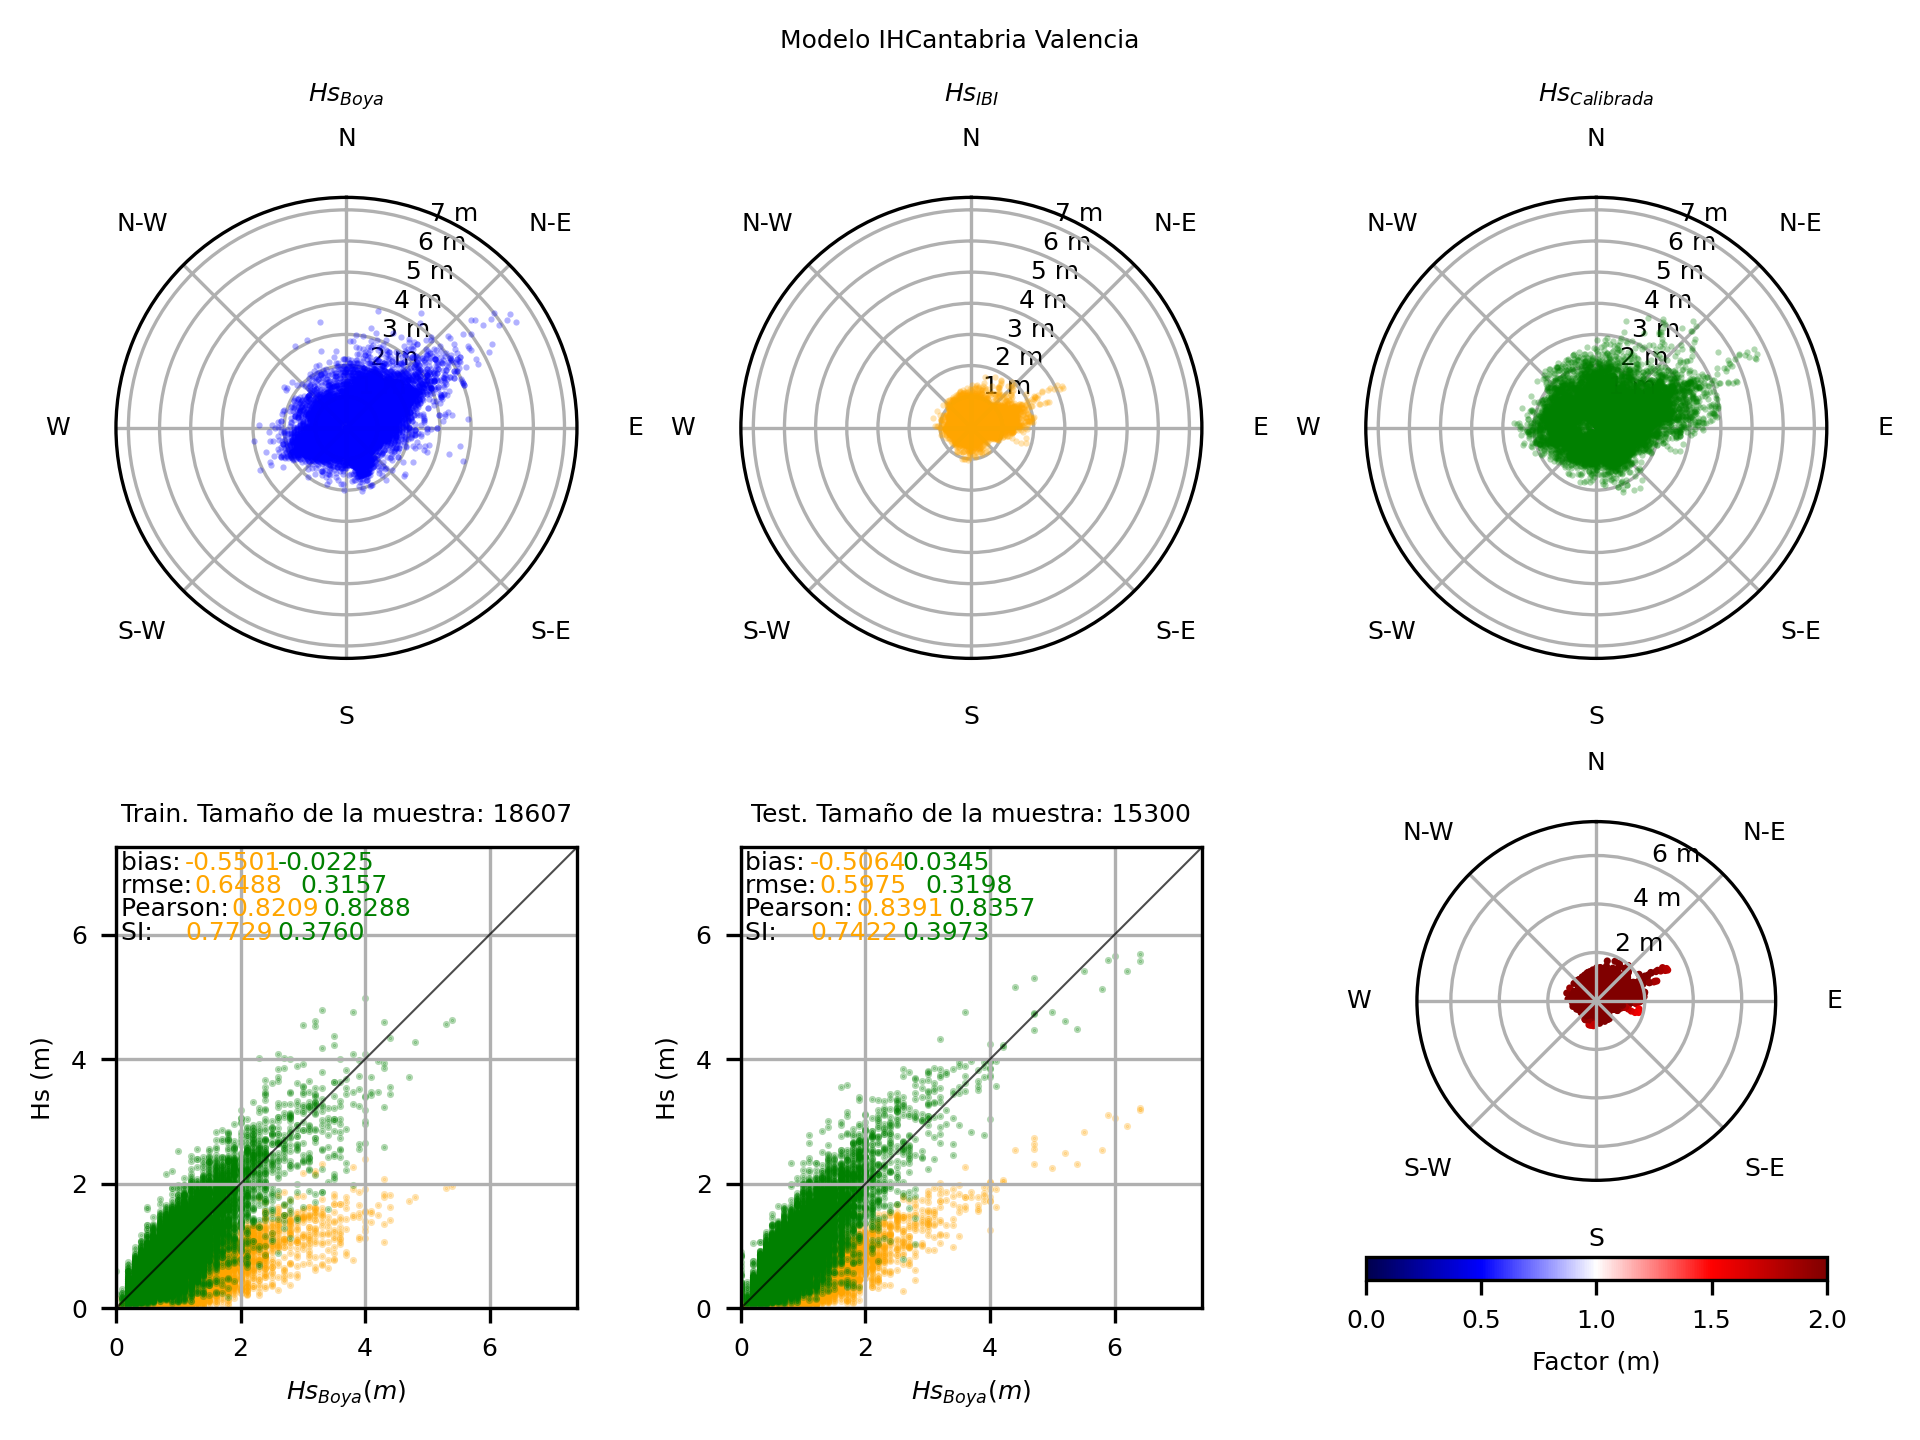 Modelo IHCantabria Valencia
Hs_Boya
Hs_IBI
Hs_Calibrada
N
N
N
N-W
7 m
N-E
N-W
7 m
N-E
N-W
7 m
N-E
6 m
6 m
6 m
5 m
5 m
5 m
4 m
4 m
4 m
3 m
3 m
3 m
2 m
2 m
2 m
1 m
W
E
W
E
W
E
S-W
S-E
S-W
S-E
S-W
S-E
S
S
S
Train. Tamaño de la muestra: 18607
bias: -0.5501 -0.0225
rmse: 0.6488 0.3157
Pearson: 0.8209 0.8288
SI: 0.7729 0.3760
6
4
2
0
Hs (m)
0 2 4 6
Hs_Boya(m)
Test. Tamaño de la muestra: 15300
bias: -0.5064 0.0345
rmse: 0.5975 0.3198
Pearson: 0.8391 0.8357
SI: 0.7422 0.3973
6
4
2
0
Hs (m)
0 2 4 6
Hs_Boya(m)
N
N-W
N-E
6 m
4 m
2 m
W
E
S-W
S-E
S
0.0 0.5 1.0 1.5 2.0
Factor (m)